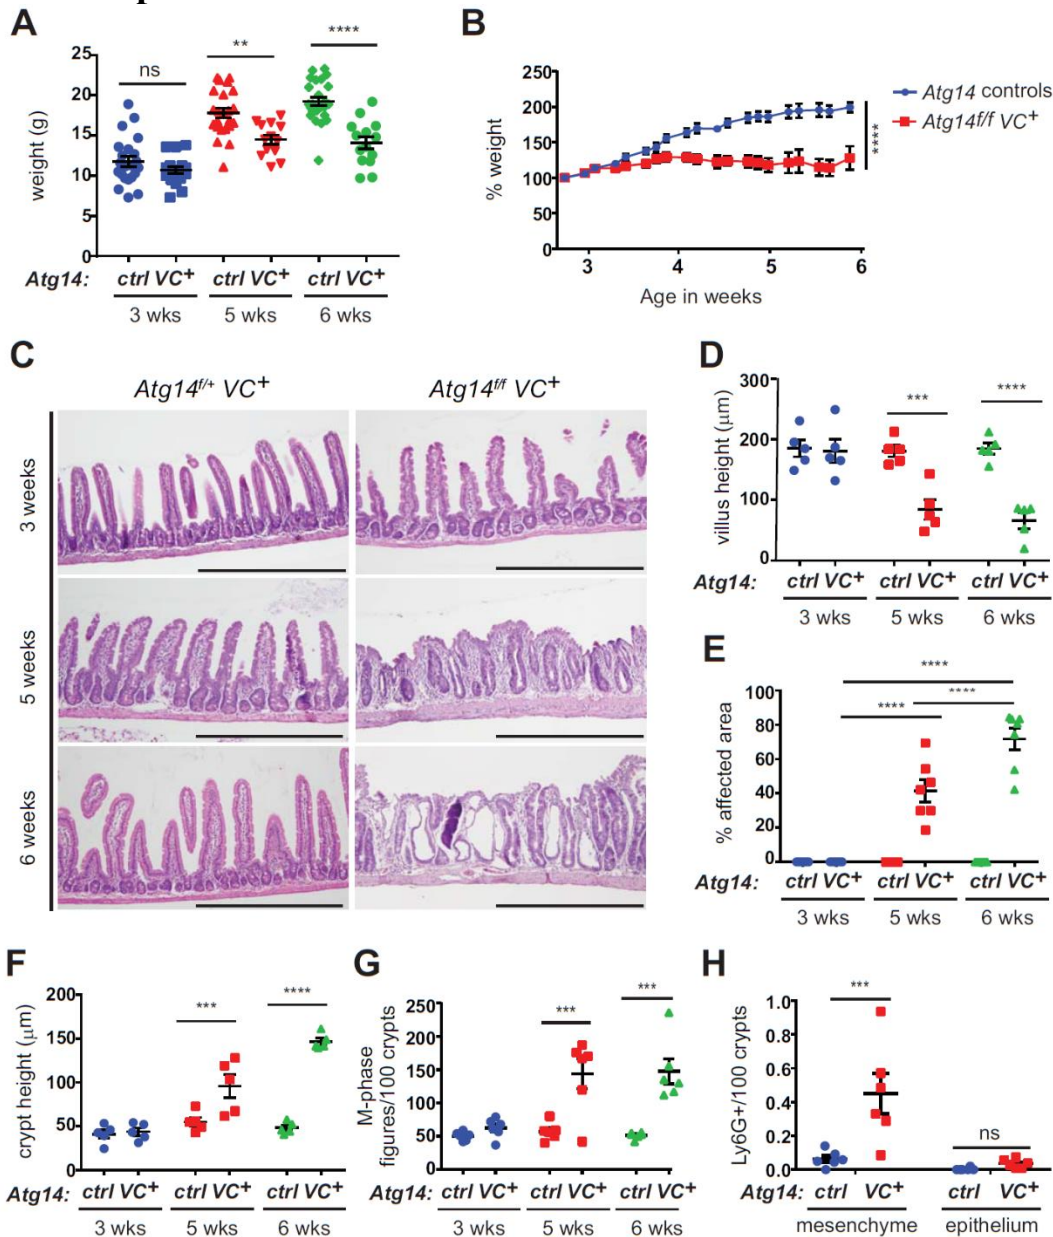 A
weight (g)
25
20
15
10
5
0
ns
**
****
Atg14: ctrl VC+ ctrl VC+ ctrl VC+
3 wks 5 wks 6 wks
B
% weight
250
200
150
100
50
0
3 4 5 6
Age in weeks
Atg14 controls
Atg14f/f VC+
****
C
Atg14f/+ VC+ Atg14f/f VC+
3 weeks
5 weeks
6 weeks
D
villus height (μm)
300
200
100
0
***
****
Atg14: ctrl VC+ ctrl VC+ ctrl VC+
3 wks 5 wks 6 wks
E
% affected area
100
80
60
40
20
0
****
****
****
Atg14: ctrl VC+ ctrl VC+ ctrl VC+
3 wks 5 wks 6 wks
F
crypt height (μm)
200
150
100
50
0
***
****
Atg14: ctrl VC+ ctrl VC+ ctrl VC+
3 wks 5 wks 6 wks
G
M-phase
figures/100 crypts
250
200
150
100
50
0
***
***
Atg14: ctrl VC+ ctrl VC+ ctrl VC+
3 wks 5 wks 6 wks
H
Ly6G+/100 crypts
1.0
0.8
0.6
0.4
0.2
0.0
***
ns
Atg14: ctrl VC+ ctrl VC+
mesenchyme epithelium